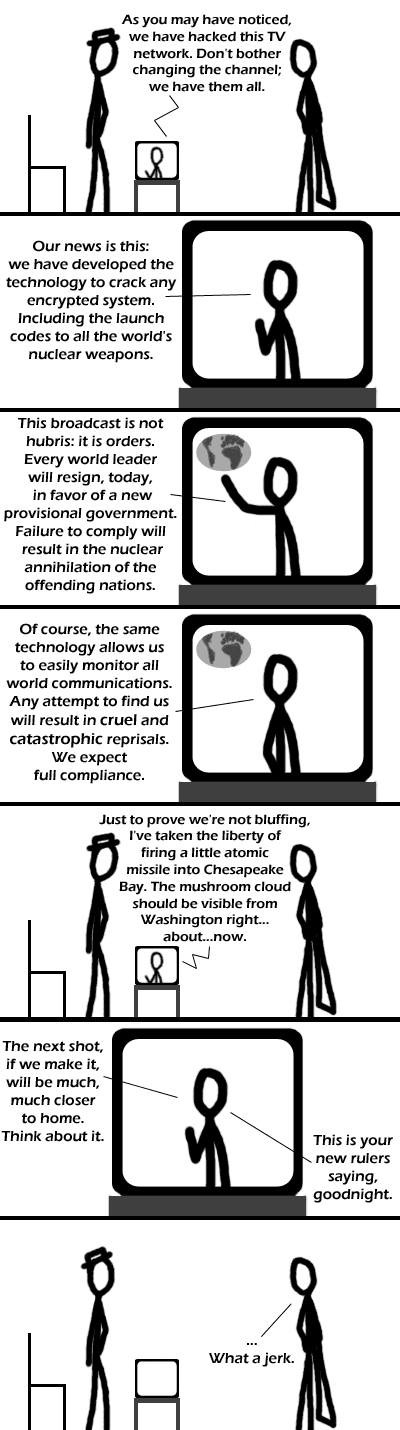 As you may have noticed,
we have hacked this TV
network. Don't bother
changing the channel;
we have them all.
Our news is this:
we have developed the
technology to crack any
encrypted system.
Including the launch
codes to all the world's
nuclear weapons.
This broadcast is not
hubris: it is orders.
Every world leader
will resign, today,
in favor of a new
provisional government.
Failure to comply will
result in the nuclear
annihilation of the
offending nations.
Of course, the same
technology allows us
to easily monitor all
world communications.
Any attempt to find us
will result in cruel and
catastrophic reprisals.
We expect
full compliance.
Just to prove we're not bluffing,
I've taken the liberty of
firing a little atomic
missile into Chesapeake
Bay. The mushroom cloud
should be visible from
Washington right...
about...now.
The next shot,
if we make it,
will be much,
much closer
to home.
Think about it.
This is your
new rulers
saying,
goodnight.
...
What a jerk.